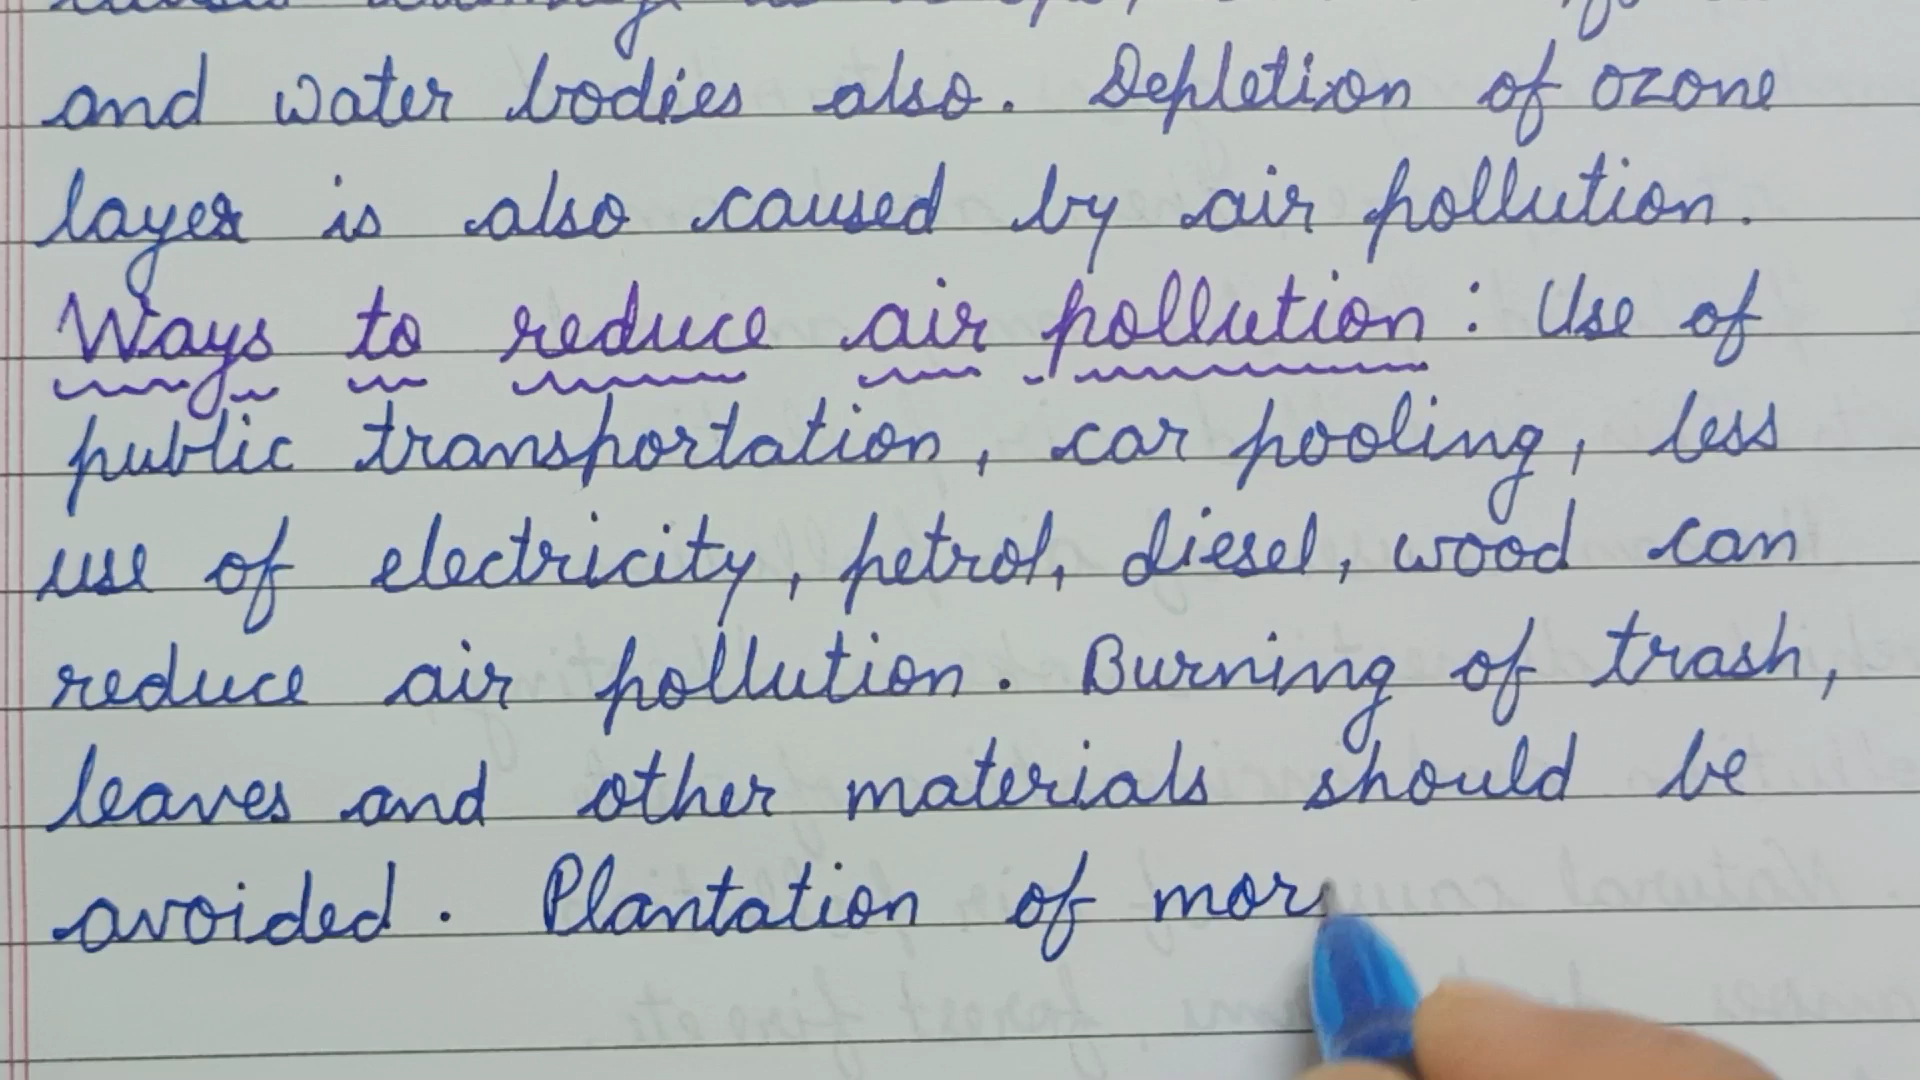 and water bodies also. Depletion of ozone
layer is also caused by air pollution.
Ways to reduce air pollution : Use of
public transportation, car pooling, less
use of electricity, petrol, diesel, wood can
reduce air pollution. Burning of trash,
leaves and other materials should be
avoided. Plantation of mor